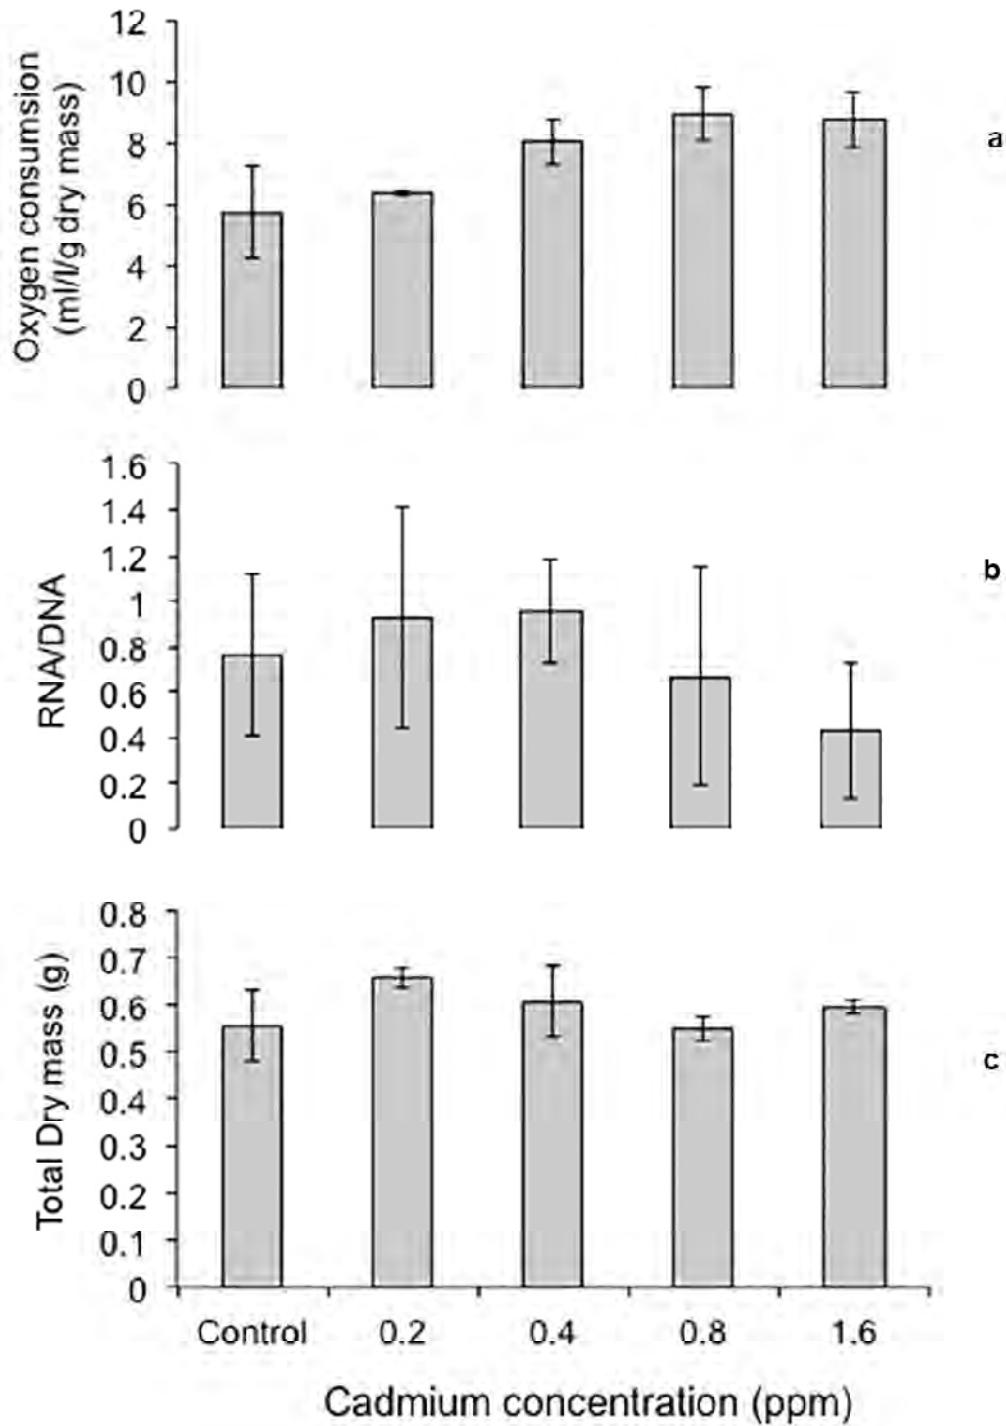 Oxygen consumsion
(ml/l/g dry mass)
12
10
8
6
4
2
0
a
RNA/DNA
1.6
1.4
1.2
1
0.8
0.6
0.4
0.2
0
b
Total Dry mass (g)
0.8
0.7
0.6
0.5
0.4
0.3
0.2
0.1
0
c
Control 0.2 0.4 0.8 1.6
Cadmium concentration (ppm)